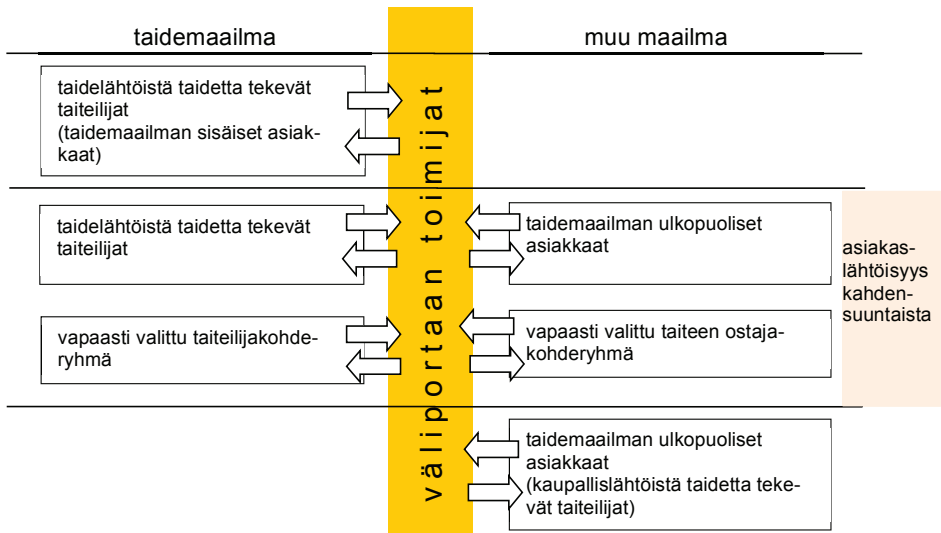 taidemaailma
muu maailma
väliportaan toimijat
taidelähtöistä taidetta tekevät
taiteilijat
(taidemaailman sisäiset asiak-
kaat)
taidelähtöistä taidetta tekevät
taiteilijat
taidemaailman ulkopuoliset
asiakkaat
asiakas-
lähtöisyys
kahden-
suuntaista
vapaasti valittu taiteilijakohde-
ryhmä
vapaasti valittu taiteen ostaja-
kohderyhmä
taidemaailman ulkopuoliset
asiakkaat
(kaupallislähtöistä taidetta teke-
vät taiteilijat)